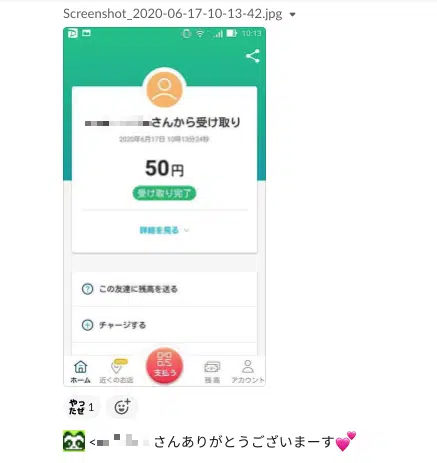 Screenshot_2020-06-17-10-13-42.jpg
10:13
さんから受け取り
2020年6月17日 10時13分24秒
50円
受け取り完了
詳細を見る
この友達に残高を送る
チャージする
支払う
ホーム 近くのお店 残高 アカウント
やったぜ 1
< さんありがとうございまーす